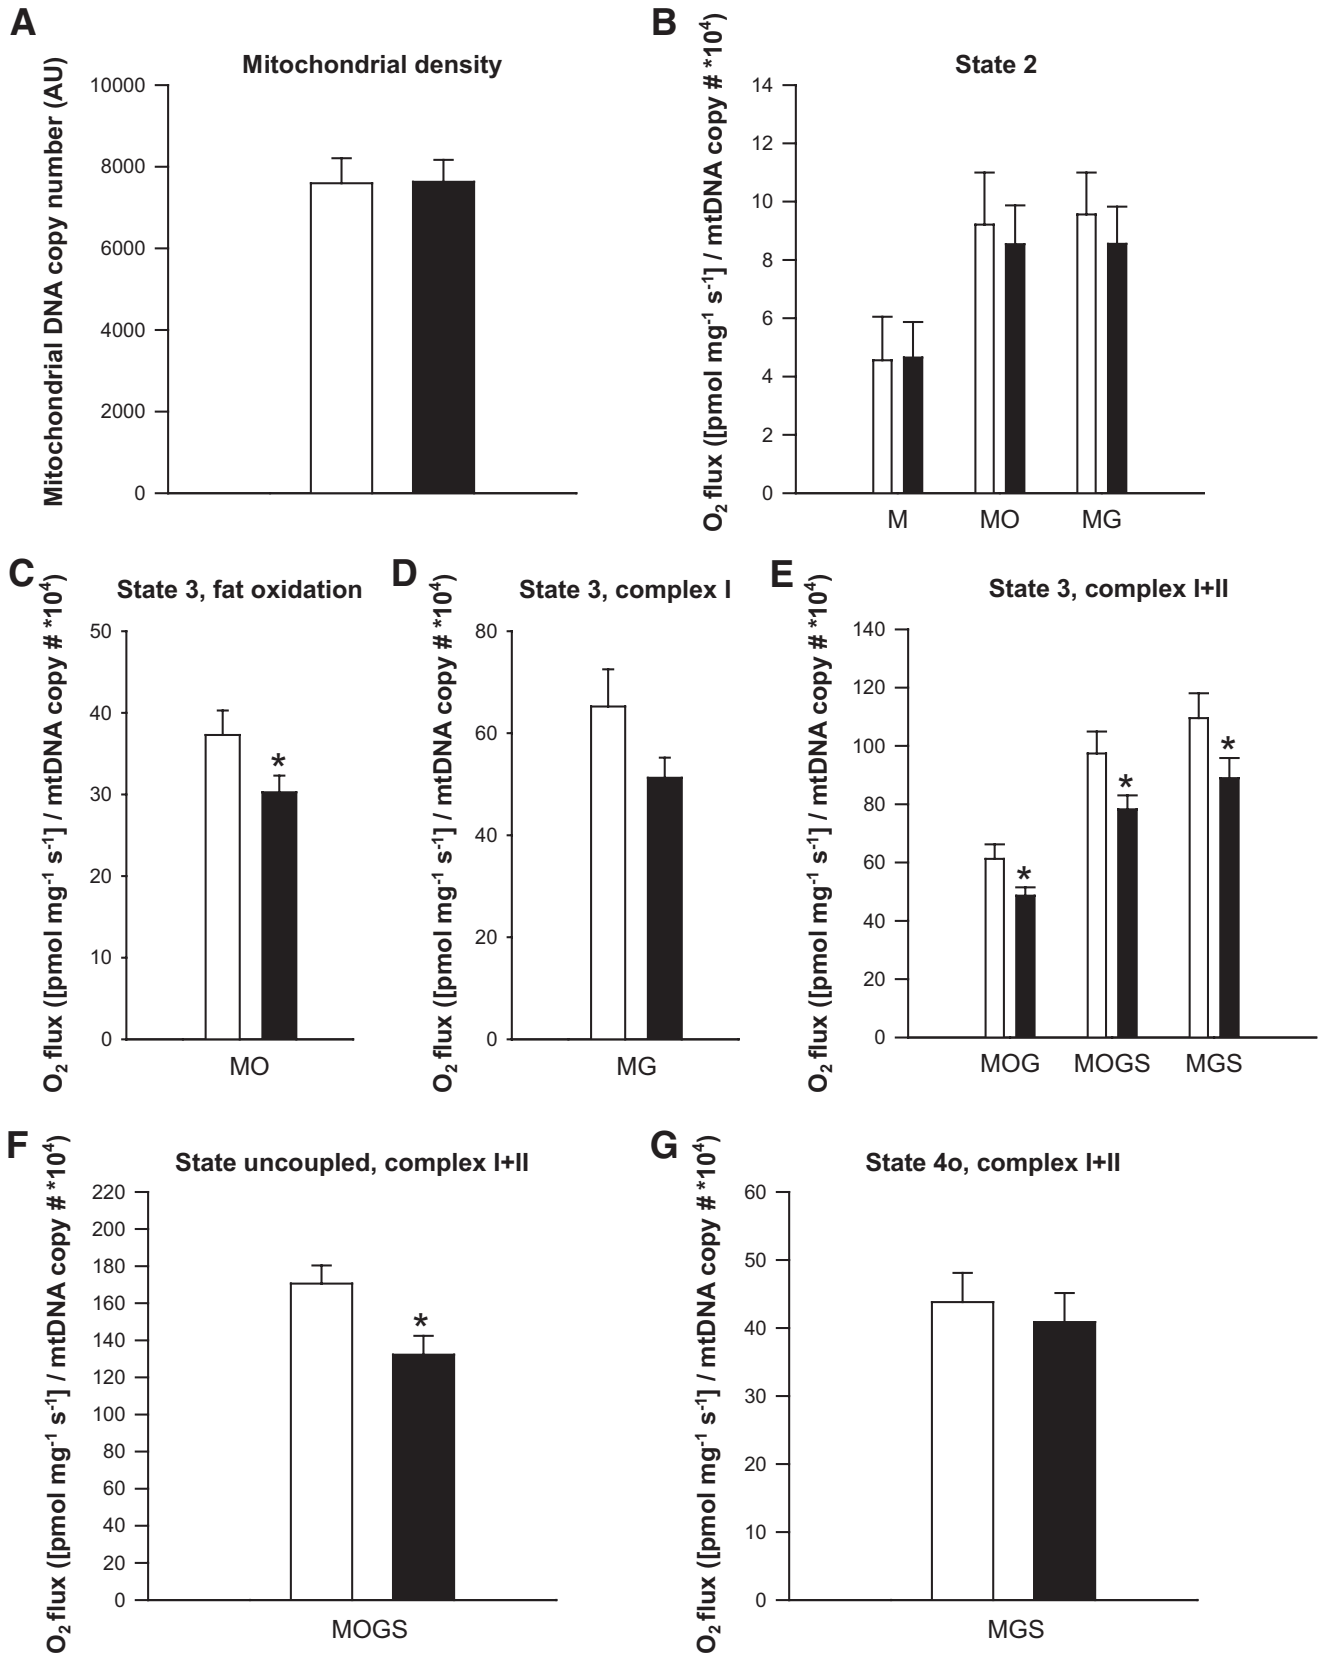 A
Mitochondrial density
Mitochondrial DNA copy number (AU)
10000
8000
6000
4000
2000
0
B
State 2
O₂ flux ([pmol mg⁻¹ s⁻¹] / mtDNA copy # *10⁴)
14
12
10
8
6
4
2
0
M MO MG
C
State 3, fat oxidation
O₂ flux ([pmol mg⁻¹ s⁻¹] / mtDNA copy # *10⁴)
50
40
30
20
10
0
*
MO
D
State 3, complex I
O₂ flux ([pmol mg⁻¹ s⁻¹] / mtDNA copy # *10⁴)
80
60
40
20
0
MG
E
State 3, complex I+II
O₂ flux ([pmol mg⁻¹ s⁻¹] / mtDNA copy # *10⁴)
140
120
100
80
60
40
20
0
* * *
MOG MOGS MGS
F
State uncoupled, complex I+II
O₂ flux ([pmol mg⁻¹ s⁻¹] / mtDNA copy # *10⁴)
220
200
180
160
140
120
100
80
60
40
20
0
*
MOGS
G
State 4o, complex I+II
O₂ flux ([pmol mg⁻¹ s⁻¹] / mtDNA copy # *10⁴)
60
50
40
30
20
10
0
MGS